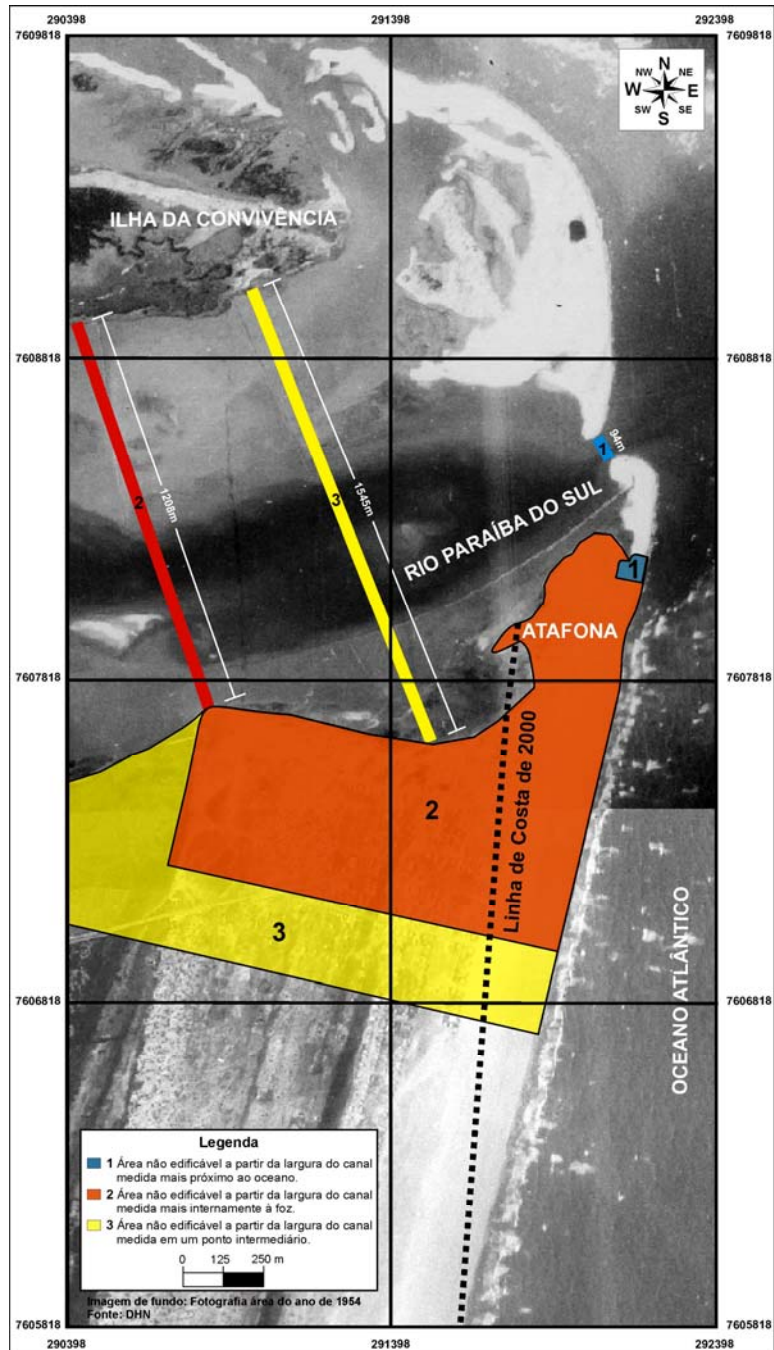 290398 291398 292398
7609818 7609818
N
NW NE
W E
SW SE
S
ILHA DA CONVIVÊNCIA
7608818 7608818
1 94m
2 1208m
3 1545m
RIO PARAÍBA DO SUL
1
ATAFONA
7607818 7607818
Linha de Costa de 2000
2
3
OCEANO ATLÂNTICO
7606818 7606818
Legenda
1 Área não edificável a partir da largura do canal
medida mais próximo ao oceano.
2 Área não edificável a partir da largura do canal
medida mais internamente à foz.
3 Área não edificável a partir da largura do canal
medida em um ponto intermediário.
0 125 250 m
Imagem de fundo: Fotografia área do ano de 1954
Fonte: DHN
7605818 7605818
290398 291398 292398